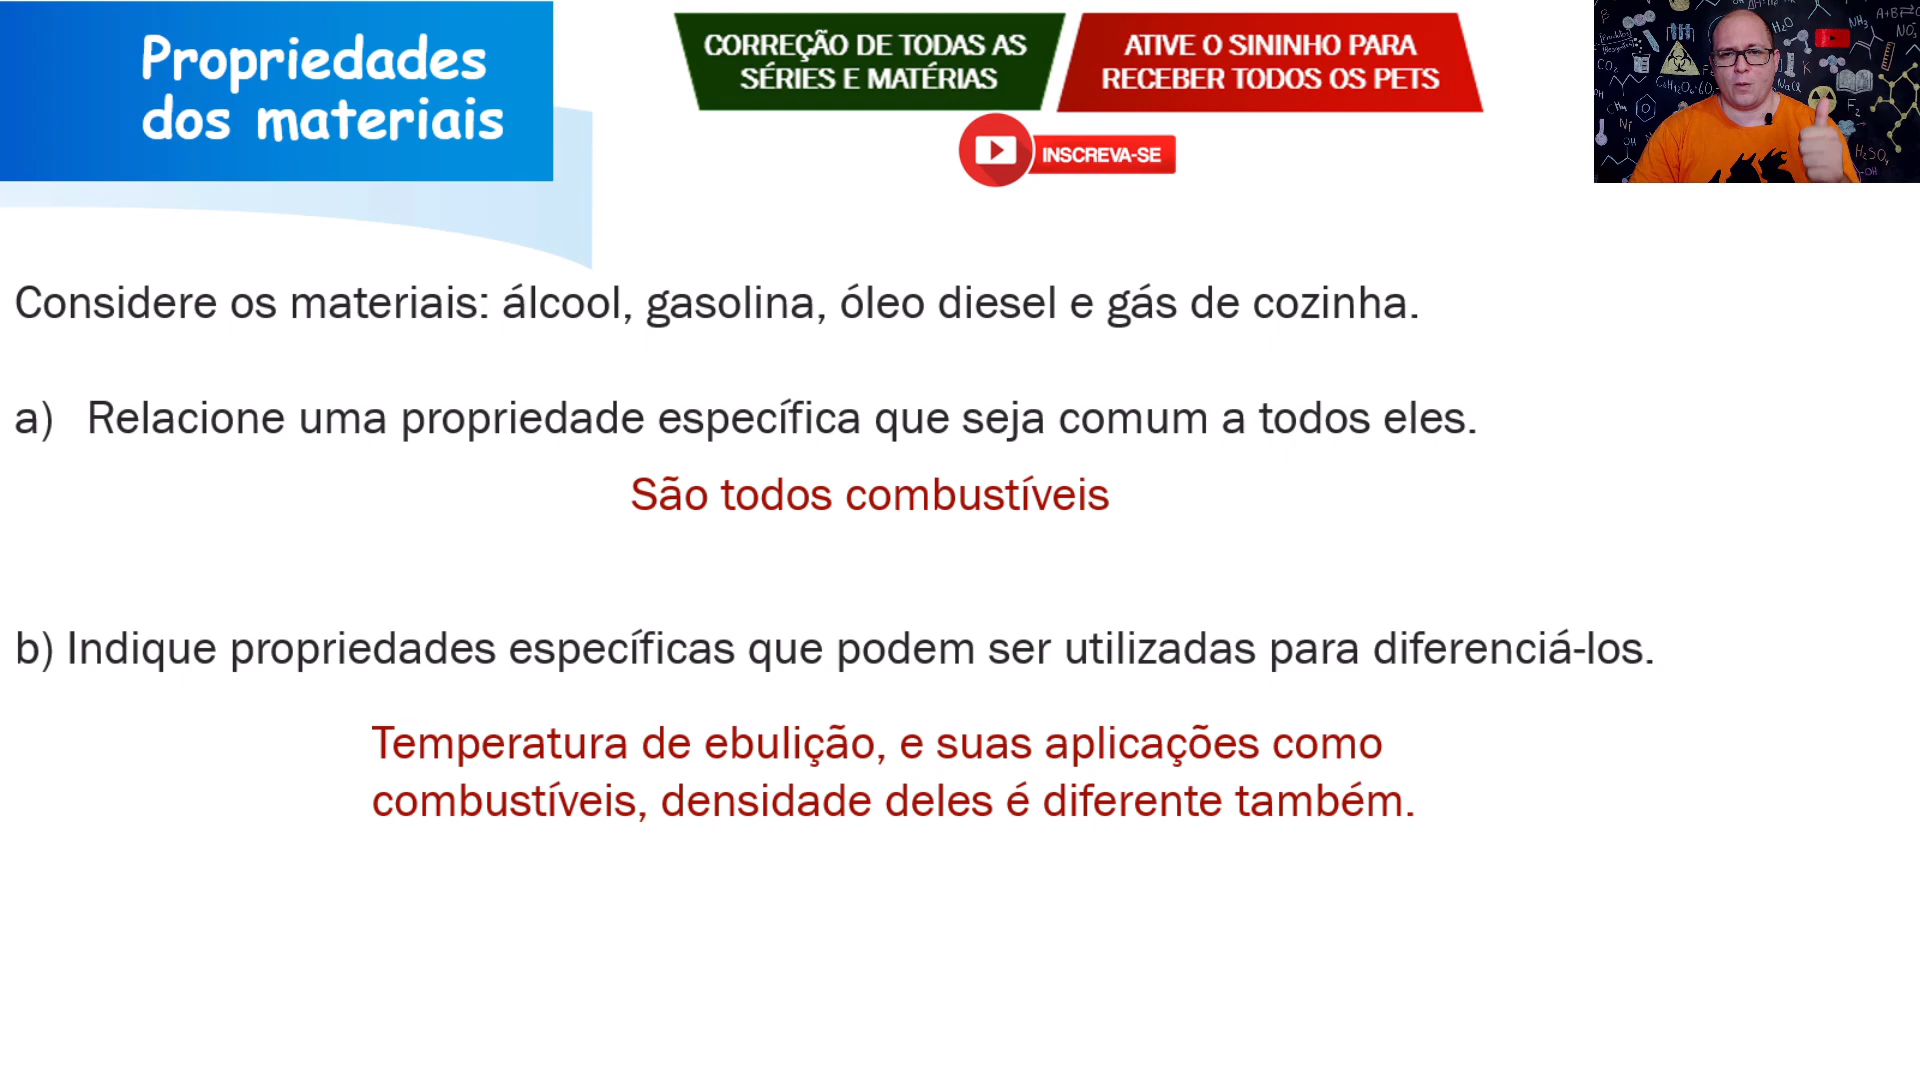 Propriedades
dos materiais
CORREÇÃO DE TODAS AS
SÉRIES E MATÉRIAS
ATIVE O SININHO PARA
RECEBER TODOS OS PETS
INSCREVA-SE
Considere os materiais: álcool, gasolina, óleo diesel e gás de cozinha.
a) Relacione uma propriedade específica que seja comum a todos eles.
São todos combustíveis
b) Indique propriedades específicas que podem ser utilizadas para diferenciá-los.
Temperatura de ebulição, e suas aplicações como
combustíveis, densidade deles é diferente também.